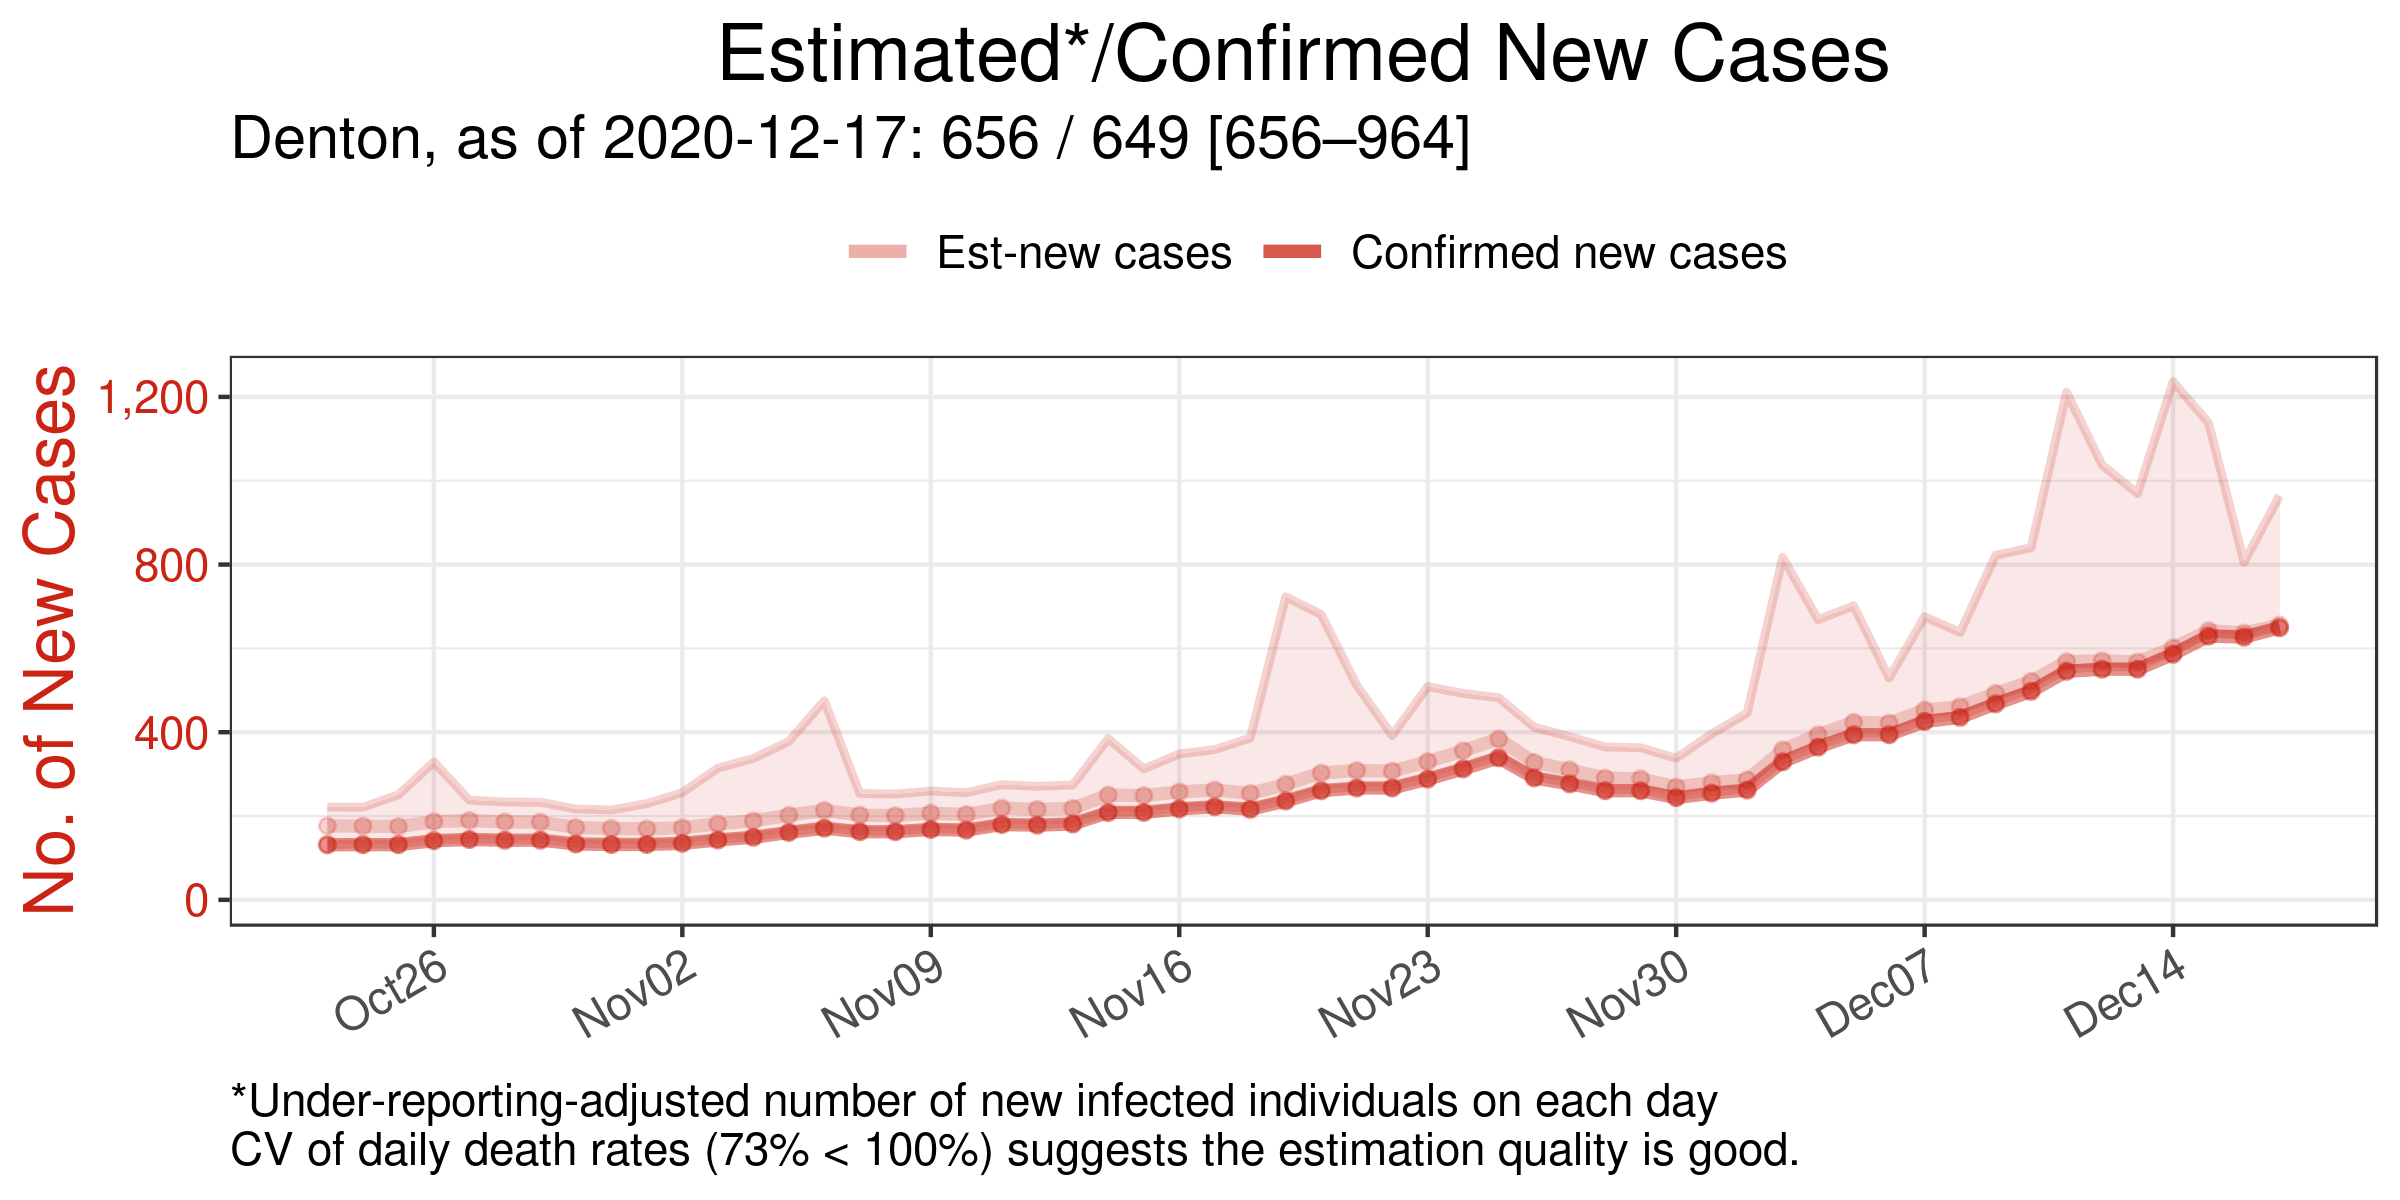 Estimated*/Confirmed New Cases
Denton, as of 2020-12-17: 656 / 649 [656–964]
Est-new cases Confirmed new cases
No. of New Cases
1,200
800
400
0
Oct26 Nov02 Nov09 Nov16 Nov23 Nov30 Dec07 Dec14
*Under-reporting-adjusted number of new infected individuals on each day
CV of daily death rates (73% < 100%) suggests the estimation quality is good.